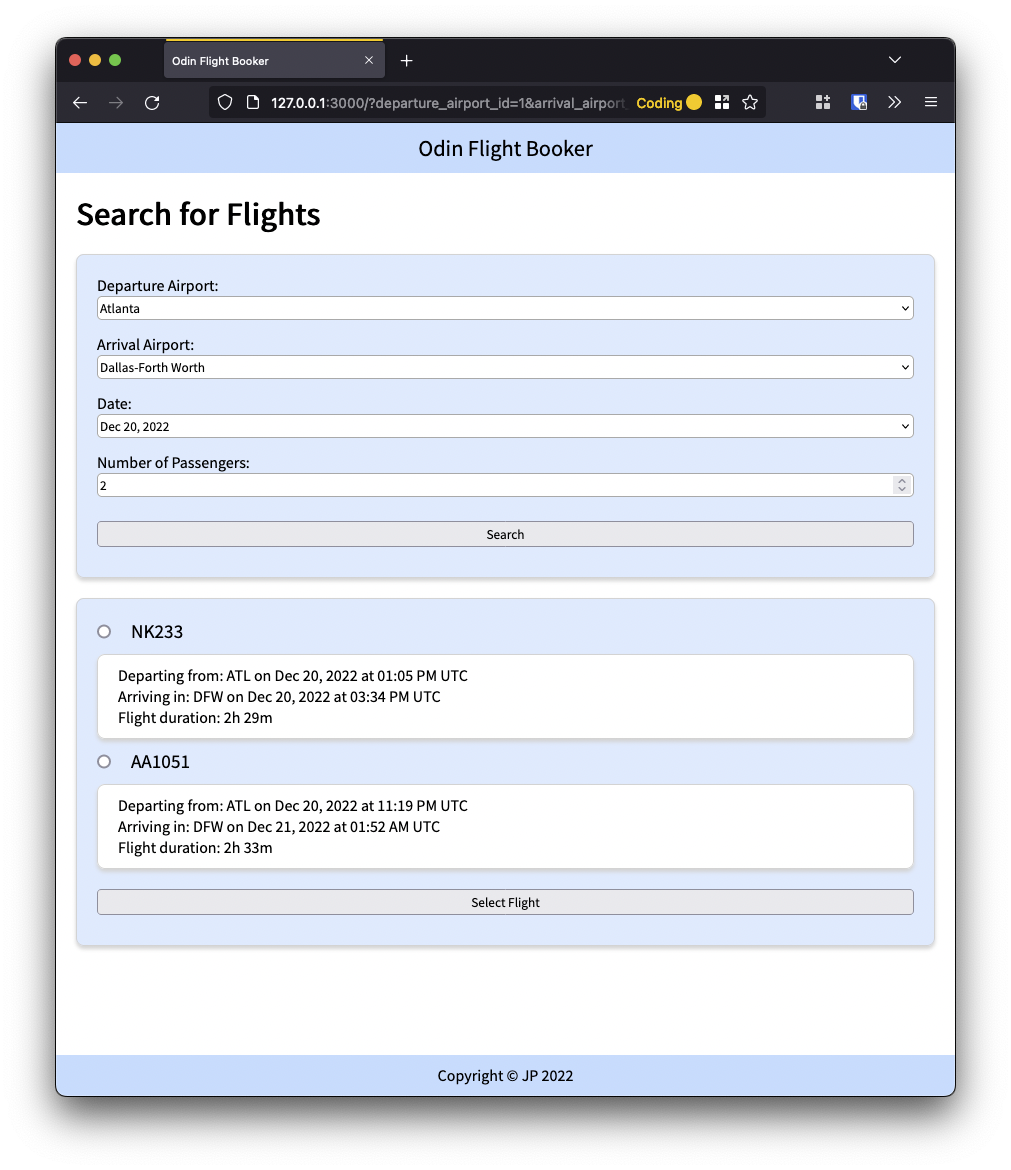 Odin Flight Booker
127.0.0.1:3000/?departure_airport_id=1&arrival_airport
Coding
Odin Flight Booker
Search for Flights
Departure Airport:
Atlanta
Arrival Airport:
Dallas-Forth Worth
Date:
Dec 20, 2022
Number of Passengers:
2
Search
NK233
Departing from: ATL on Dec 20, 2022 at 01:05 PM UTC
Arriving in: DFW on Dec 20, 2022 at 03:34 PM UTC
Flight duration: 2h 29m
AA1051
Departing from: ATL on Dec 20, 2022 at 11:19 PM UTC
Arriving in: DFW on Dec 21, 2022 at 01:52 AM UTC
Flight duration: 2h 33m
Select Flight
Copyright © JP 2022